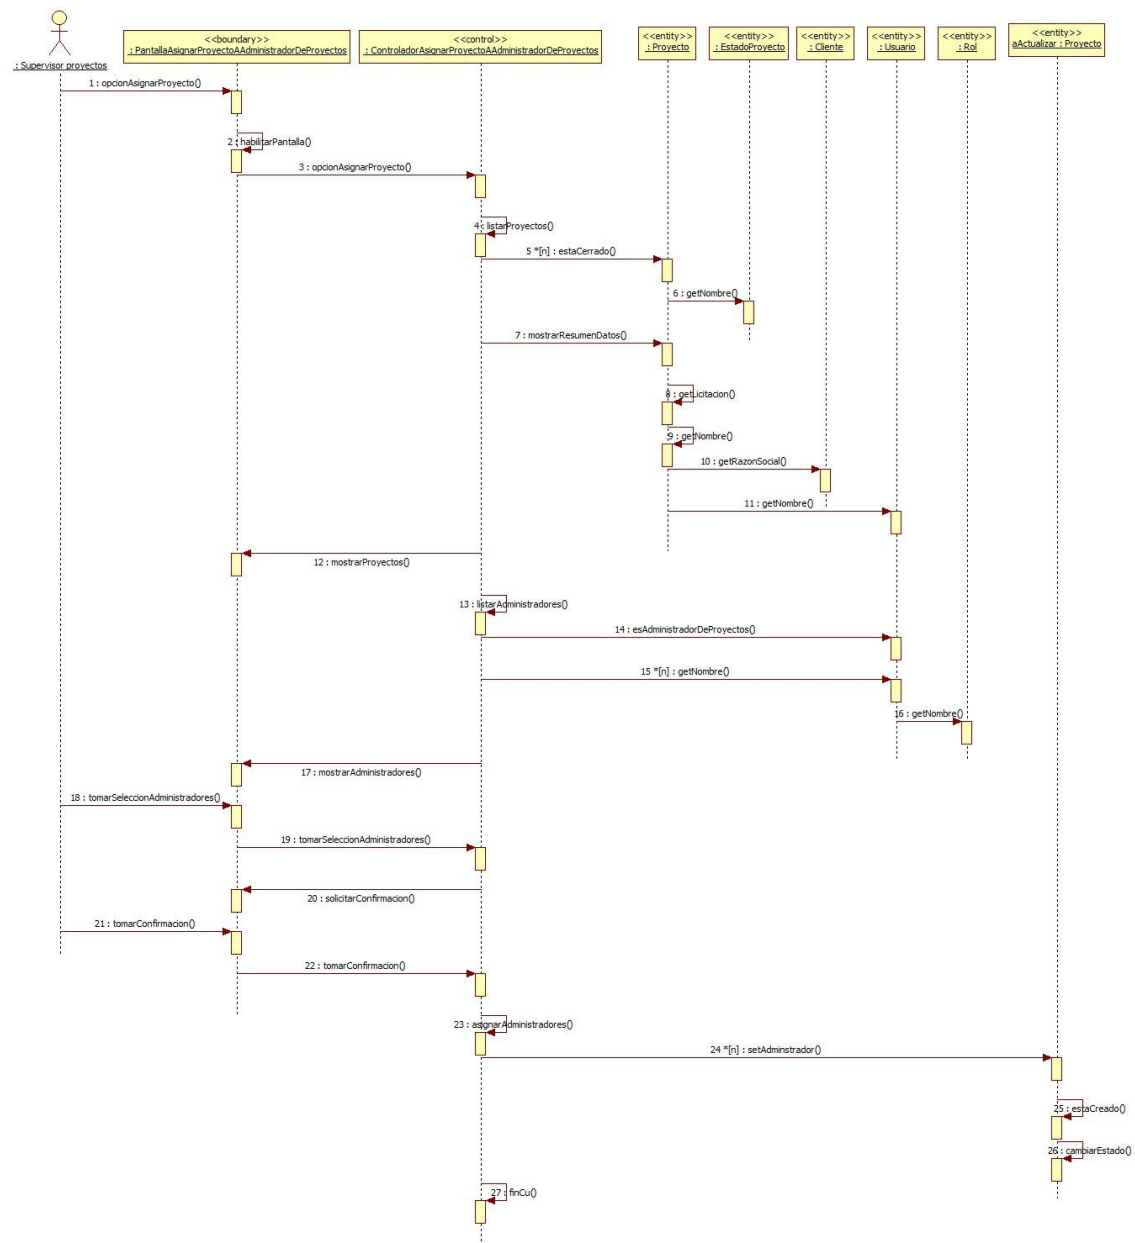 <<boundary>>
: PantallaAsignarProyectoAAdministradorDeProyectos
<<control>>
: ControladorAsignarProyectoAAdministradorDeProyectos
<<entity>>
: Proyecto
<<entity>>
: EstadoProyecto
<<entity>>
: Cliente
<<entity>>
: Usuario
<<entity>>
: Rol
<<entity>>
aActualizar : Proyecto
: Supervisor proyectos
1 : opcionAsignarProyecto()
2 : habilitarPantalla()
3 : opcionAsignarProyecto()
4 : listarProyectos()
5 *[n] : estaCerrado()
6 : getNombre()
7 : mostrarResumenDatos()
8 : getLicitacion()
9 : getNombre()
10 : getRazonSocial()
11 : getNombre()
12 : mostrarProyectos()
13 : listarAdministradores()
14 : esAdministradorDeProyectos()
15 *[n] : getNombre()
16 : getNombre()
17 : mostrarAdministradores()
18 : tomarSeleccionAdministradores()
19 : tomarSeleccionAdministradores()
20 : solicitarConfirmacion()
21 : tomarConfirmacion()
22 : tomarConfirmacion()
23 : asignarAdministradores()
24 *[n] : setAdminstrador()
25 : estaCreado()
26 : cambiarEstado()
27 : finCu()